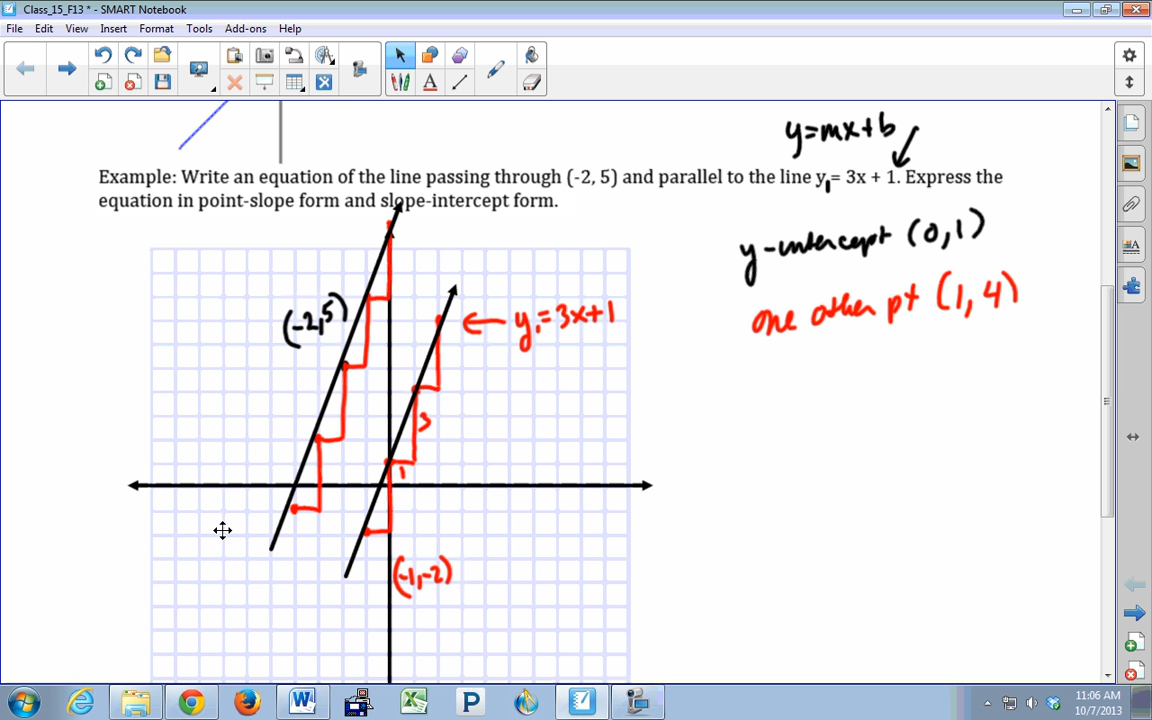 Class_15_F13 * - SMART Notebook
File Edit View Insert Format Tools Add-ons Help
y=mx+b
Example: Write an equation of the line passing through (-2, 5) and parallel to the line y₁= 3x + 1. Express the
equation in point-slope form and slope-intercept form.
y-intercept (0,1)
one other pt (1, 4)
(-2,5)
← y₁=3x+1
3
1
(-1,-2)
11:06 AM
10/7/2013